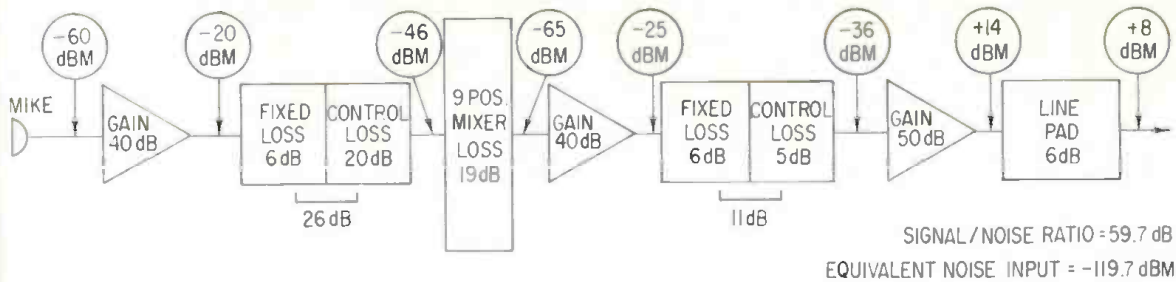 -60
dBM
-20
dBM
-46
dBM
-65
dBM
-25
dBM
-36
dBM
+14
dBM
+8
dBM
MIKE
GAIN
40dB
FIXED
LOSS
6dB
CONTROL
LOSS
20dB
9 POS.
MIXER
LOSS
19dB
GAIN
40dB
FIXED
LOSS
6dB
CONTROL
LOSS
5dB
GAIN
50dB
LINE
PAD
6dB
26dB
11dB
SIGNAL/NOISE RATIO = 59.7 dB
EQUIVALENT NOISE INPUT = -119.7 dBM